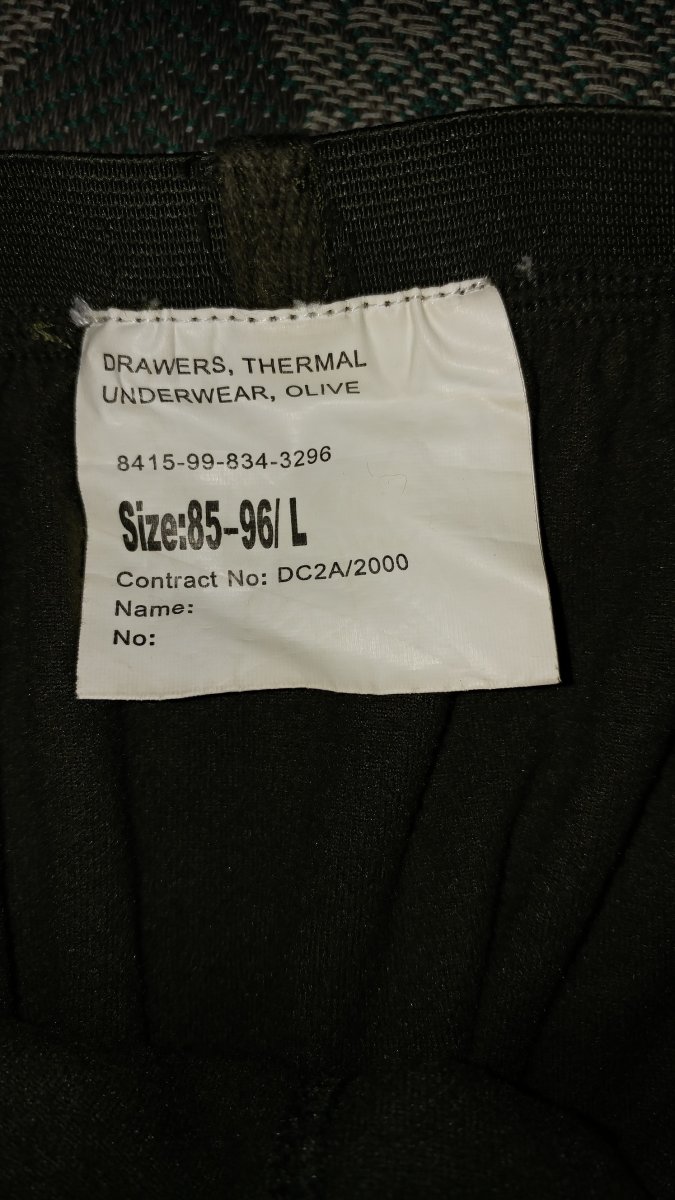 DRAWERS, THERMAL
UNDERWEAR, OLIVE
8415-99-834-3296
Size:85-96/ L
Contract No: DC2A/2000
Name:
No: